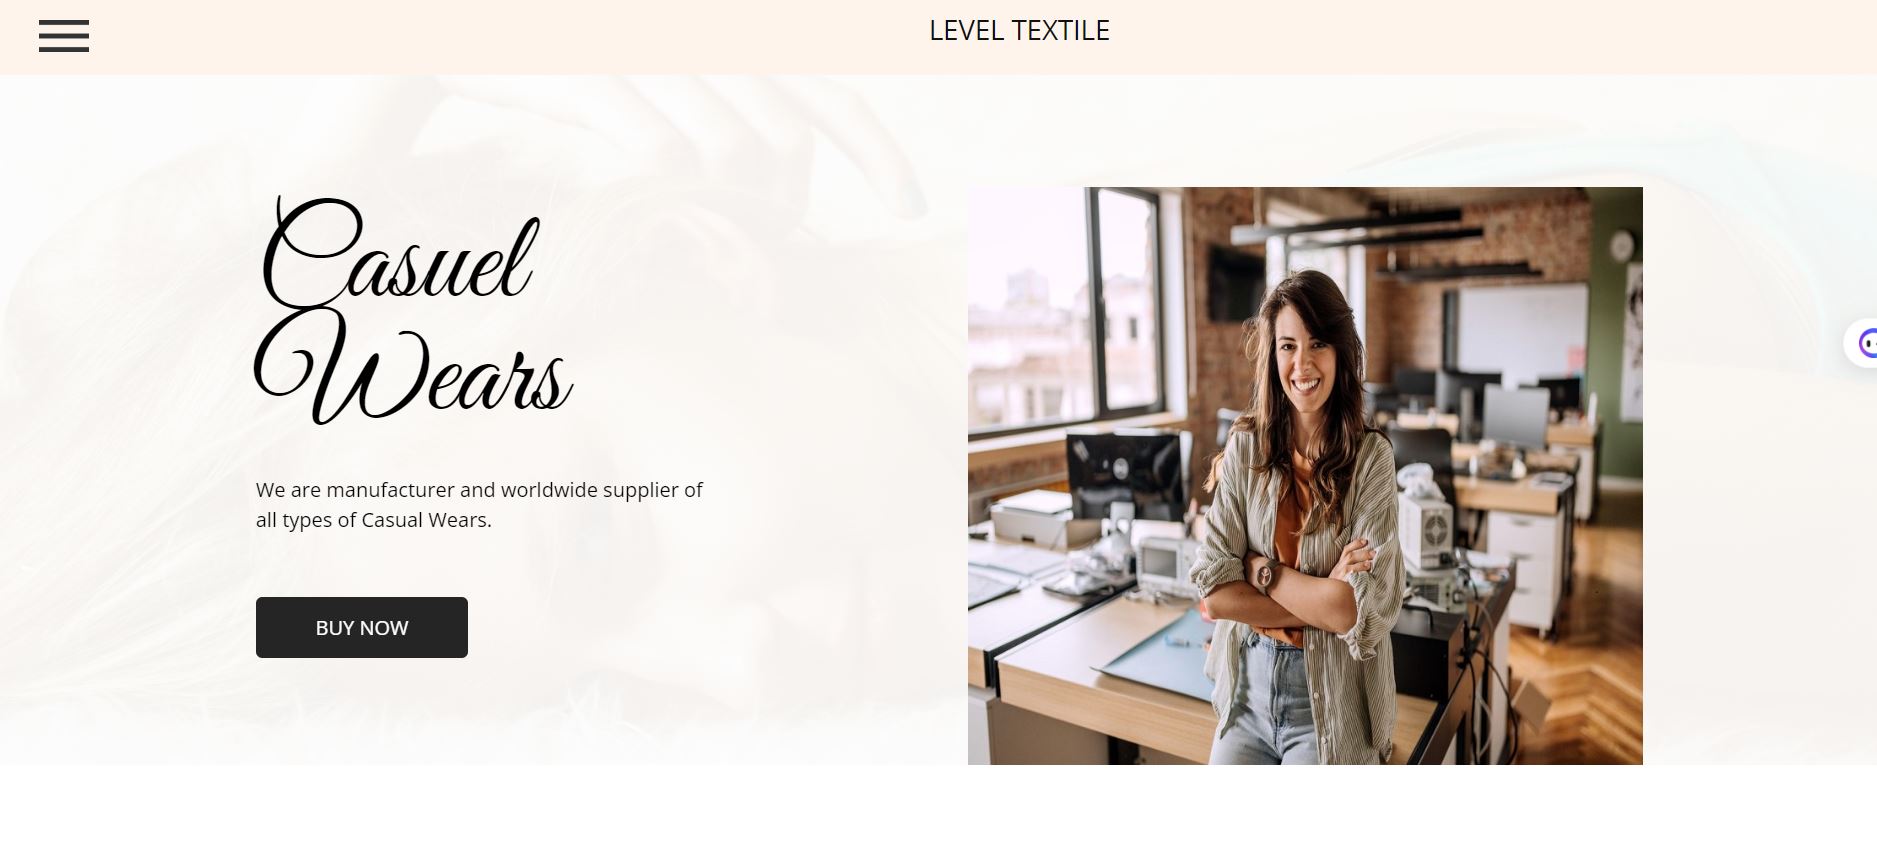 LEVEL TEXTILE
Casuel
Wears
We are manufacturer and worldwide supplier of
all types of Casual Wears.
BUY NOW